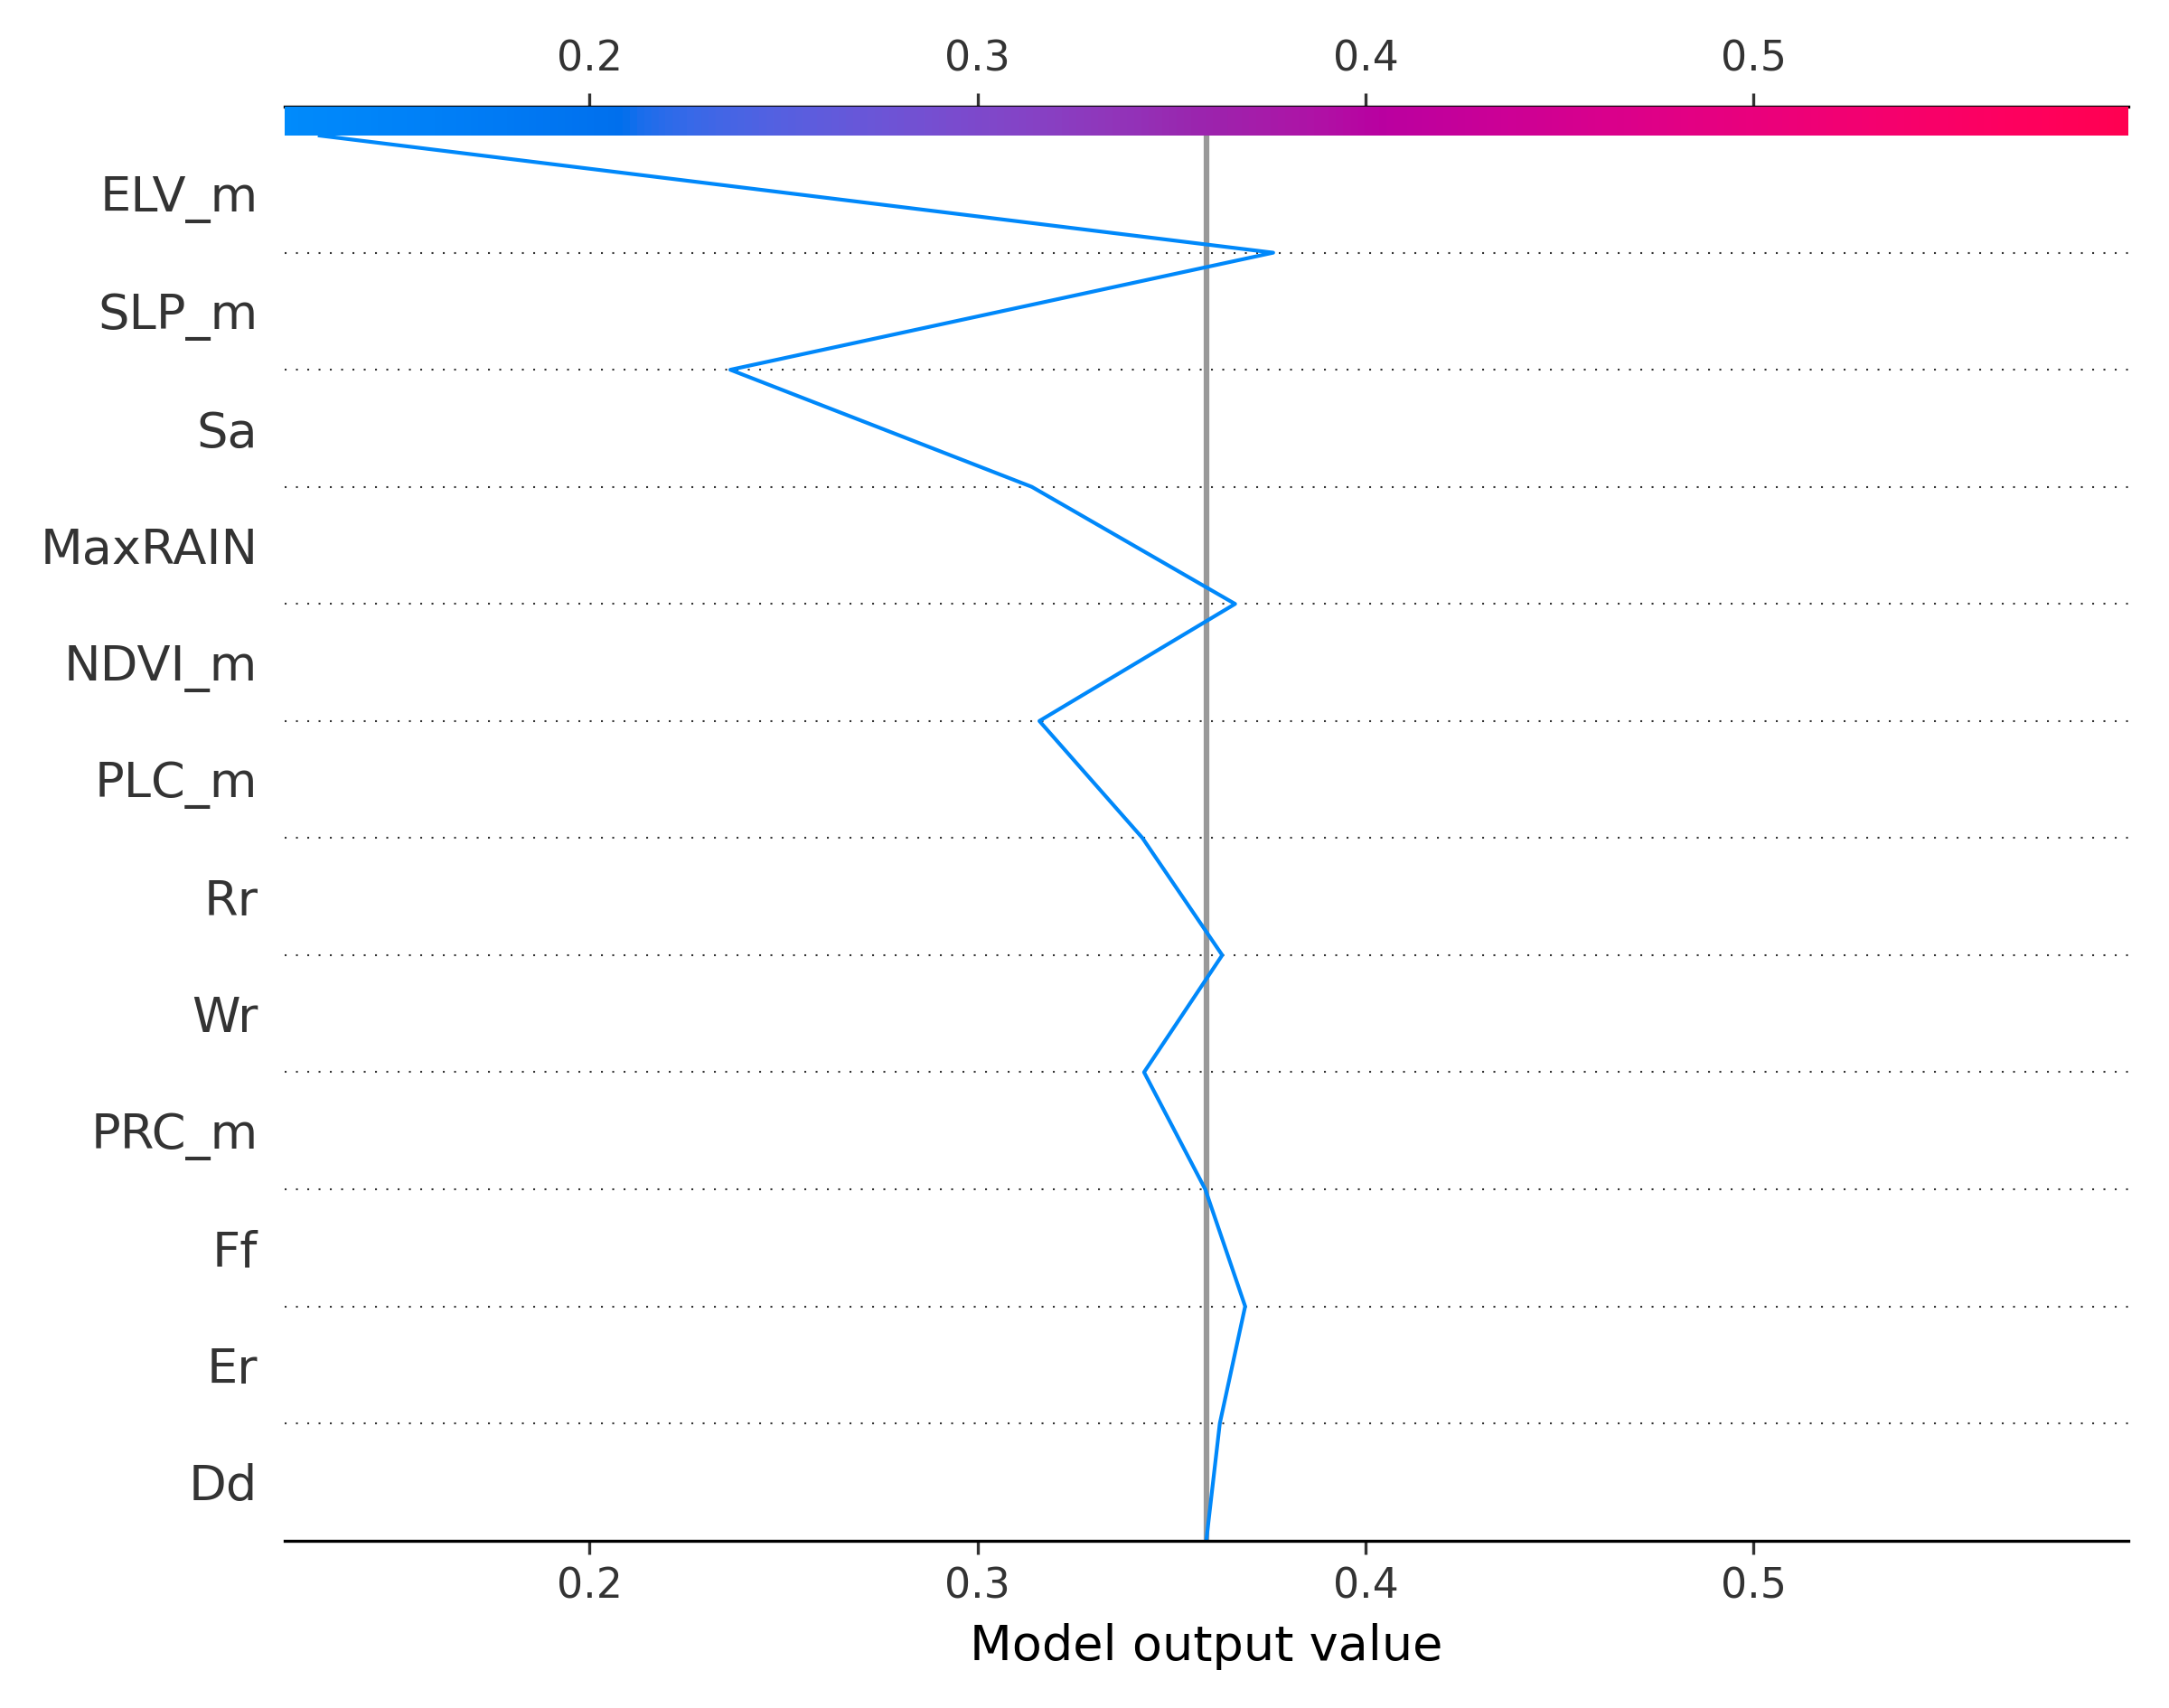 0.2 0.3 0.4 0.5
ELV_m
SLP_m
Sa
MaxRAIN
NDVI_m
PLC_m
Rr
Wr
PRC_m
Ff
Er
Dd
0.2 0.3 0.4 0.5
Model output value